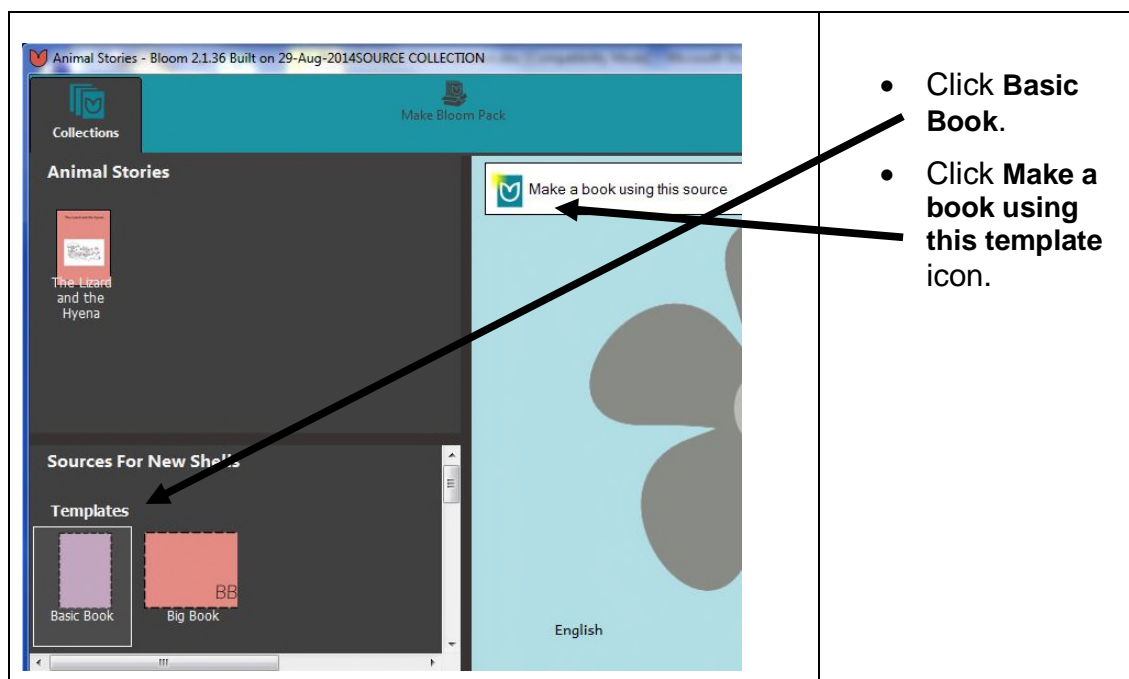 Animal Stories - Bloom 2.1.36 Built on 29-Aug-2014SOURCE COLLECTION
Collections
Make Bloom Pack
Animal Stories
The Lizard
and the
Hyena
Sources For New Shells
Templates
Basic Book
BB
Big Book
Make a book using this source
English
• Click Basic
Book.
• Click Make a
book using
this template
icon.